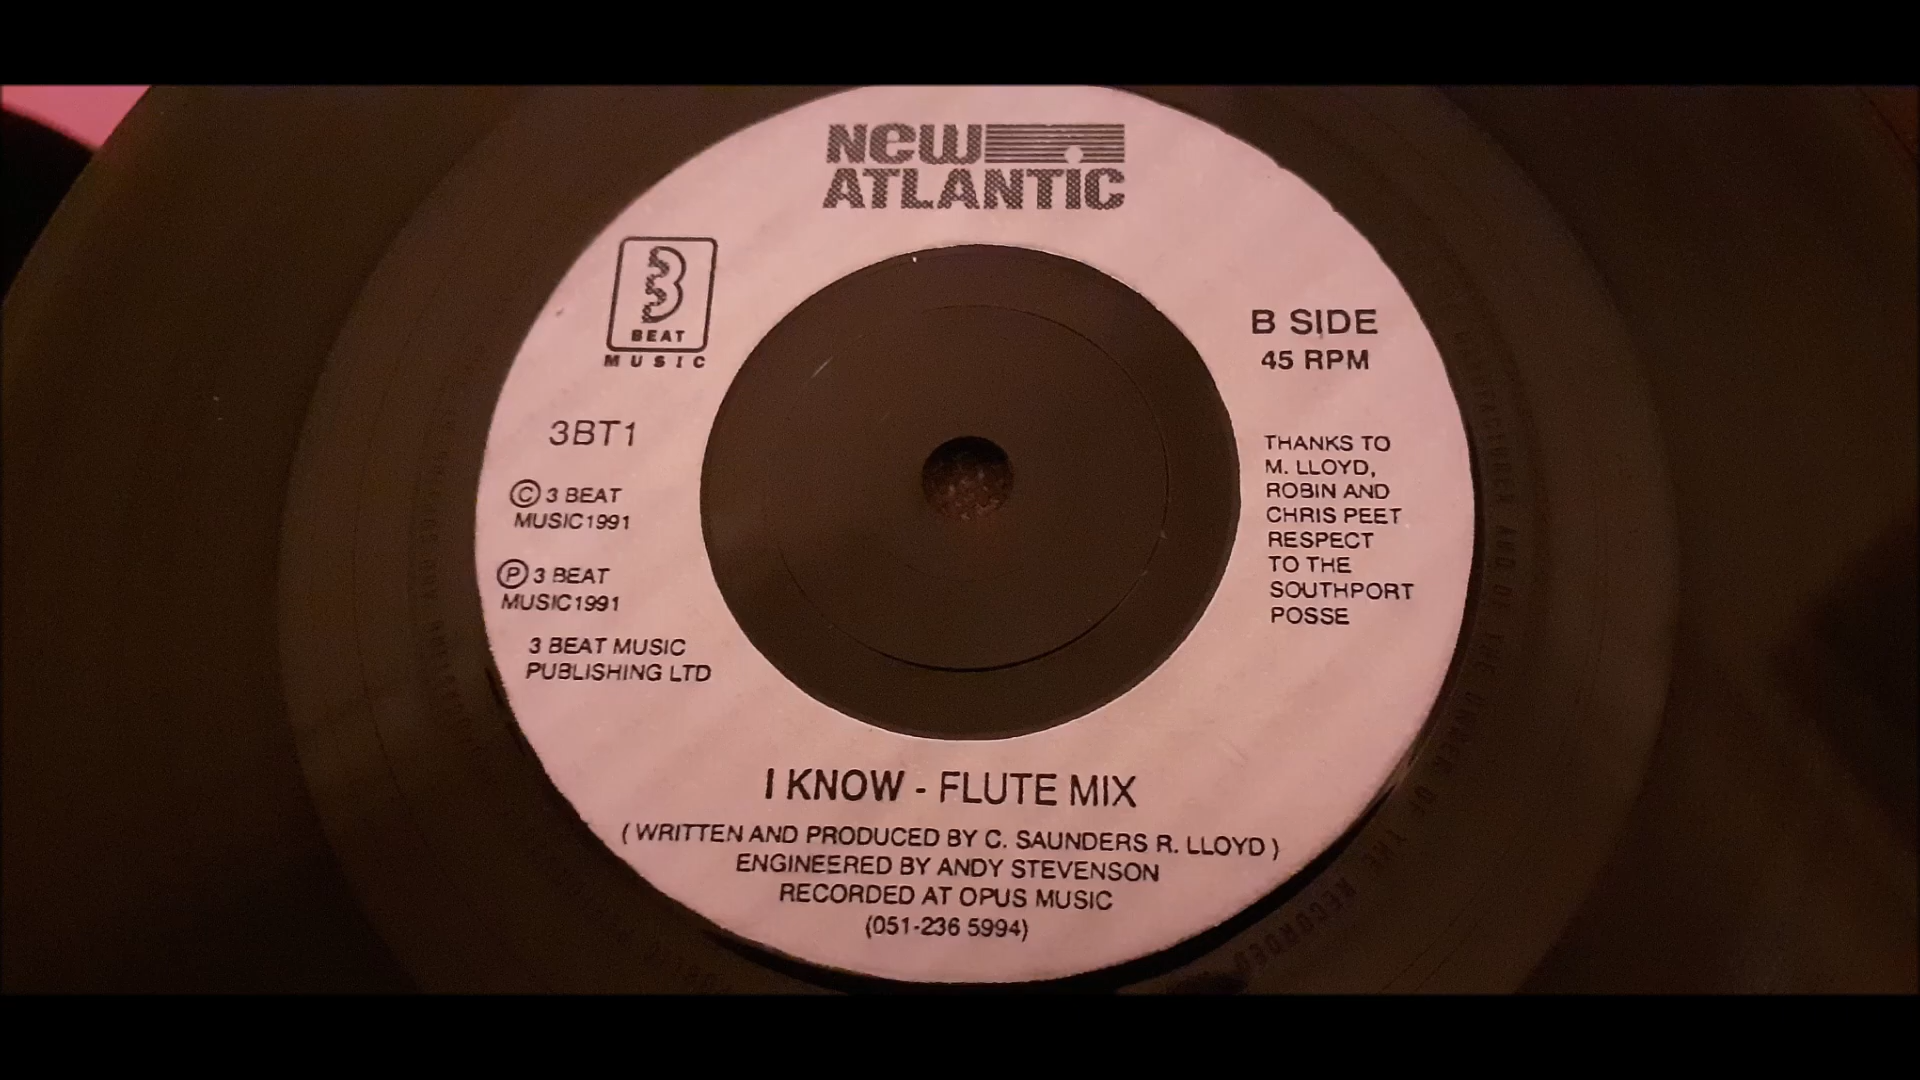 NEW
ATLANTIC
3
BEAT
MUSIC
3BT1
Ⓒ 3 BEAT
MUSIC1991
Ⓟ 3 BEAT
MUSIC1991
3 BEAT MUSIC
PUBLISHING LTD
B SIDE
45 RPM
THANKS TO
M. LLOYD,
ROBIN AND
CHRIS PEET
RESPECT
TO THE
SOUTHPORT
POSSE
I KNOW - FLUTE MIX
( WRITTEN AND PRODUCED BY C. SAUNDERS R. LLOYD )
ENGINEERED BY ANDY STEVENSON
RECORDED AT OPUS MUSIC
(051-236 5994)